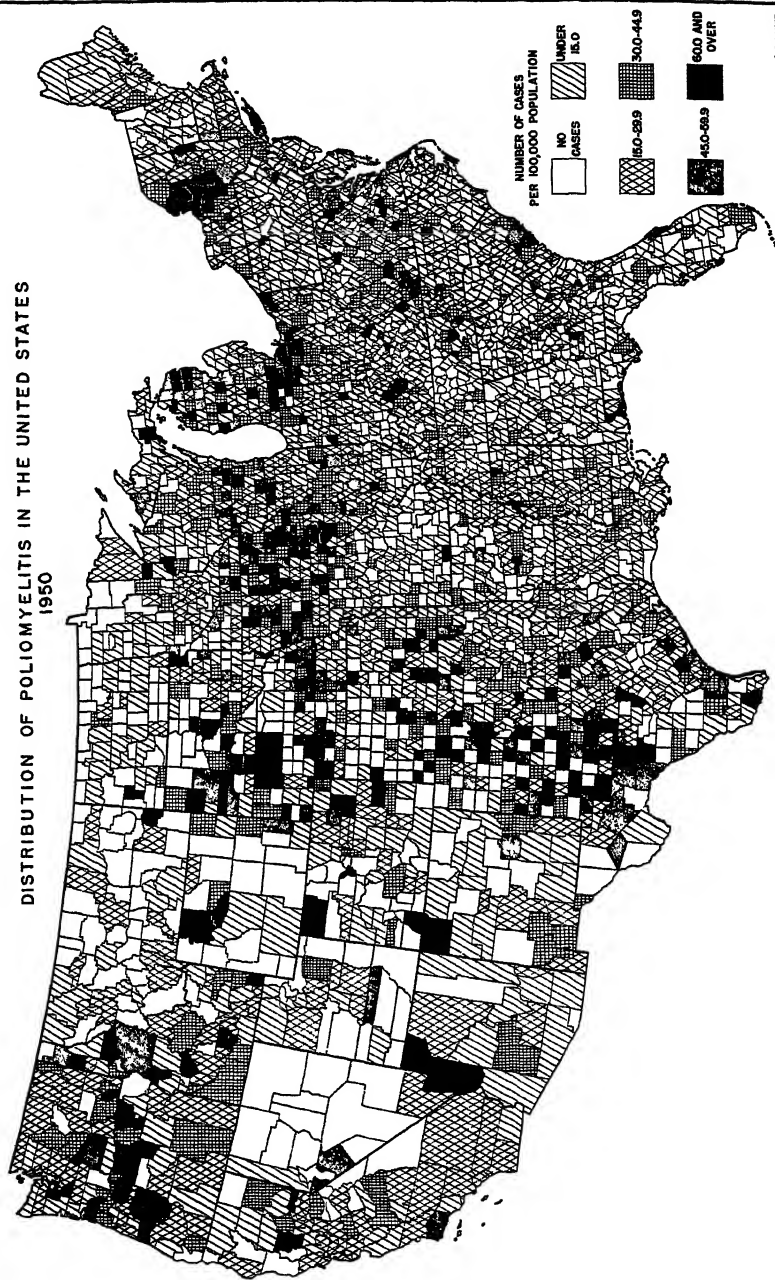 DISTRIBUTION OF POLIOMYELITIS IN THE UNITED STATES
1950
NUMBER OF CASES
PER 100,000 POPULATION
NO CASES
UNDER 15.0
15.0-29.9
30.0-44.9
45.0-59.9
60.0 AND OVER